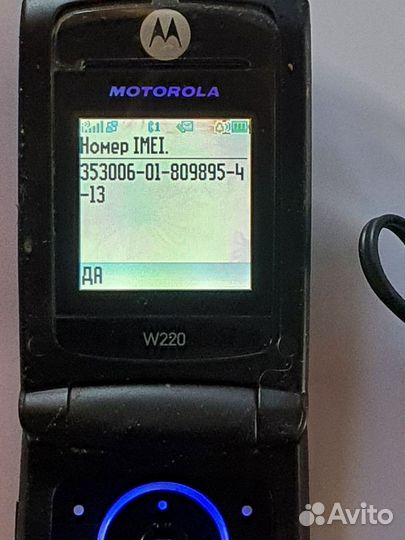 MOTOROLA
Номер IMEI.
353006-01-809895-4
-13
ДА
W220
Avito